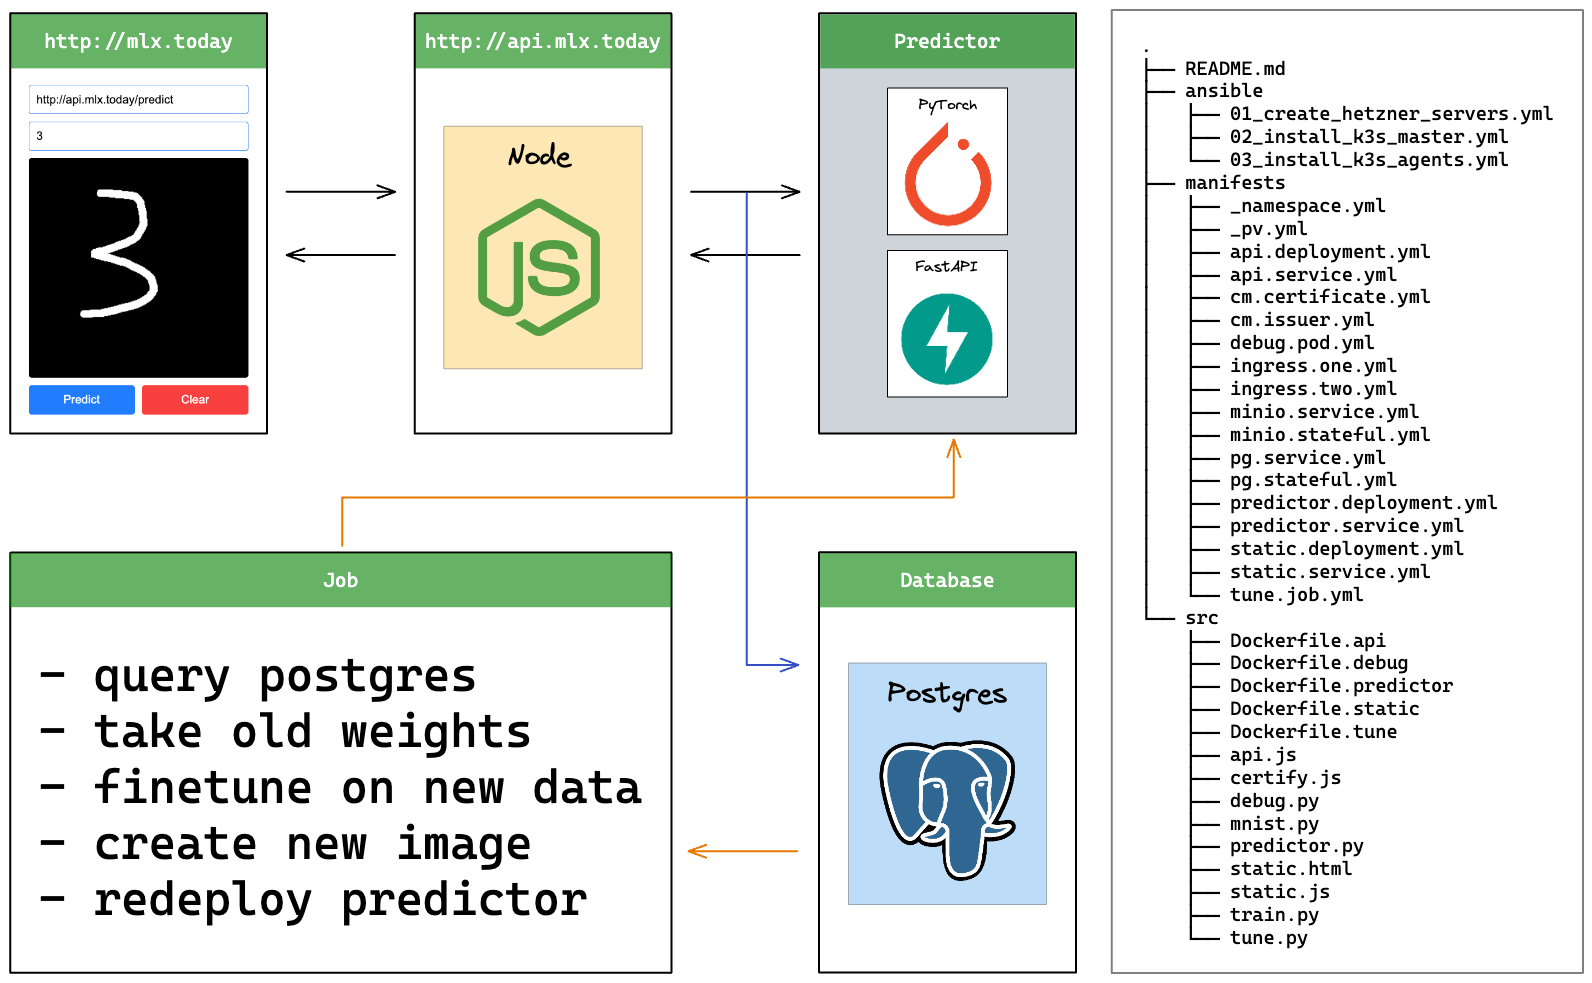 http://mlx.today
http://api.mlx.today/predict
3
3
Predict
Clear
http://api.mlx.today
Node
JS
Predictor
PyTorch
FastAPI
Job
- query postgres
- take old weights
- finetune on new data
- create new image
- redeploy predictor
Database
Postgres
.
├── README.md
├── ansible
│   ├── 01_create_hetzner_servers.yml
│   ├── 02_install_k3s_master.yml
│   └── 03_install_k3s_agents.yml
├── manifests
│   ├── _namespace.yml
│   ├── _pv.yml
│   ├── api.deployment.yml
│   ├── api.service.yml
│   ├── cm.certificate.yml
│   ├── cm.issuer.yml
│   ├── debug.pod.yml
│   ├── ingress.one.yml
│   ├── ingress.two.yml
│   ├── minio.service.yml
│   ├── minio.stateful.yml
│   ├── pg.service.yml
│   ├── pg.stateful.yml
│   ├── predictor.deployment.yml
│   ├── predictor.service.yml
│   ├── static.deployment.yml
│   ├── static.service.yml
│   └── tune.job.yml
└── src
    ├── Dockerfile.api
    ├── Dockerfile.debug
    ├── Dockerfile.predictor
    ├── Dockerfile.static
    ├── Dockerfile.tune
    ├── api.js
    ├── certify.js
    ├── debug.py
    ├── mnist.py
    ├── predictor.py
    ├── static.html
    ├── static.js
    ├── train.py
    └── tune.py